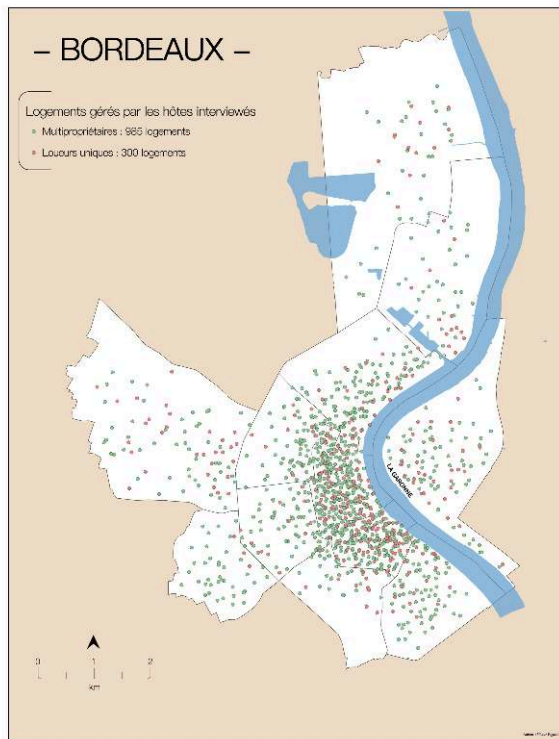 – BORDEAUX –
Logements gérés par les hôtes interviewés
Multipropriétaires : 985 logements
Loueurs uniques : 300 logements
LA GARONNE
0 1 2
km